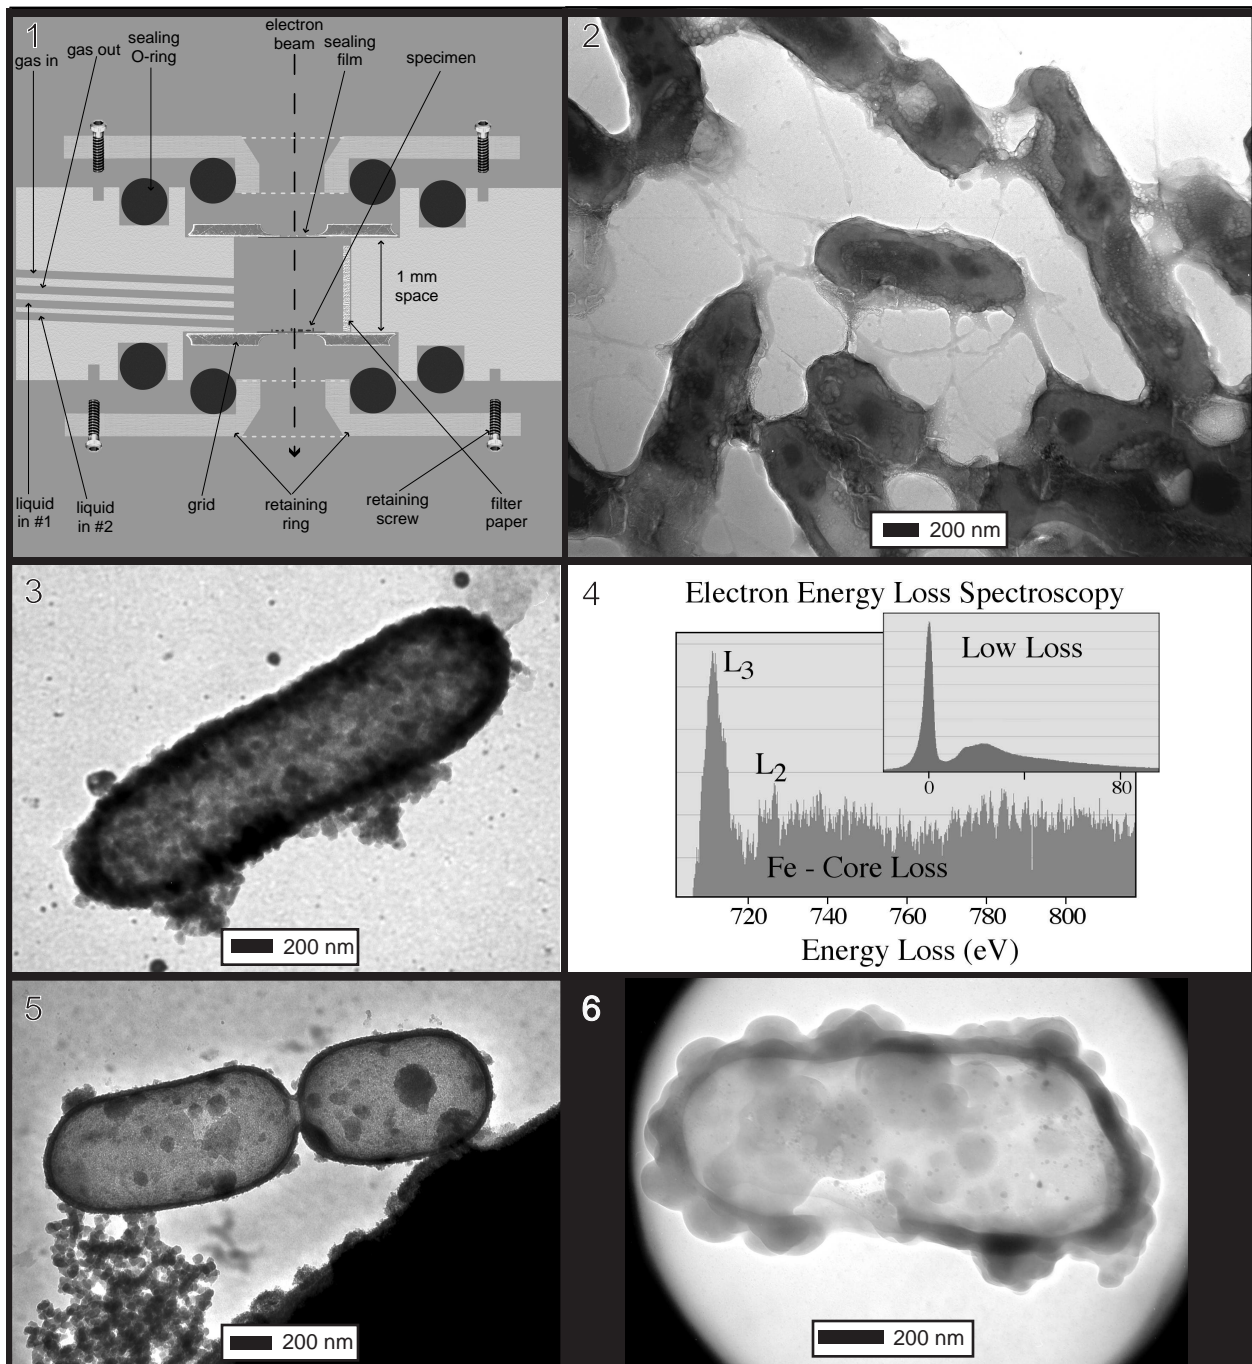 1
gas in
gas out
sealing
O-ring
electron
beam
sealing
film
specimen
1 mm
space
liquid
in #1
liquid
in #2
grid
retaining
ring
retaining
screw
filter
paper
2
200 nm
3
200 nm
4
Electron Energy Loss Spectroscopy
L3
L2
Low Loss
0
80
Fe - Core Loss
720 740 760 780 800
Energy Loss (eV)
5
200 nm
6
200 nm